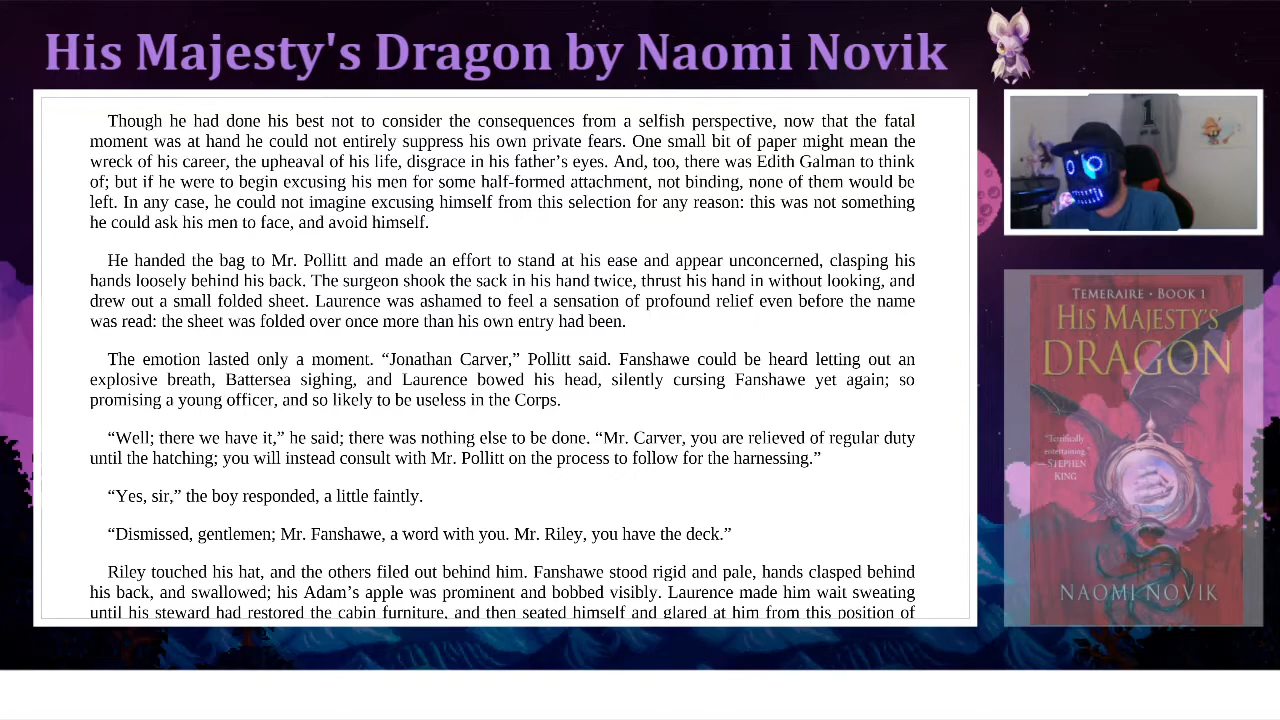 His Majesty's Dragon by Naomi Novik
Though he had done his best not to consider the consequences from a selfish perspective, now that the fatal
moment was at hand he could not entirely suppress his own private fears. One small bit of paper might mean the
wreck of his career, the upheaval of his life, disgrace in his father’s eyes. And, too, there was Edith Galman to think
of; but if he were to begin excusing his men for some half-formed attachment, not binding, none of them would be
left. In any case, he could not imagine excusing himself from this selection for any reason: this was not something
he could ask his men to face, and avoid himself.
He handed the bag to Mr. Pollitt and made an effort to stand at his ease and appear unconcerned, clasping his
hands loosely behind his back. The surgeon shook the sack in his hand twice, thrust his hand in without looking, and
drew out a small folded sheet. Laurence was ashamed to feel a sensation of profound relief even before the name
was read: the sheet was folded over once more than his own entry had been.
The emotion lasted only a moment. “Jonathan Carver,” Pollitt said. Fanshawe could be heard letting out an
explosive breath, Battersea sighing, and Laurence bowed his head, silently cursing Fanshawe yet again; so
promising a young officer, and so likely to be useless in the Corps.
“Well; there we have it,” he said; there was nothing else to be done. “Mr. Carver, you are relieved of regular duty
until the hatching; you will instead consult with Mr. Pollitt on the process to follow for the harnessing.”
“Yes, sir,” the boy responded, a little faintly.
“Dismissed, gentlemen; Mr. Fanshawe, a word with you. Mr. Riley, you have the deck.”
Riley touched his hat, and the others filed out behind him. Fanshawe stood rigid and pale, hands clasped behind
his back, and swallowed; his Adam’s apple was prominent and bobbed visibly. Laurence made him wait sweating
until his steward had restored the cabin furniture, and then seated himself and glared at him from this position of
1
TEMERAIRE • BOOK 1
HIS MAJESTY'S
DRAGON
“Terrifically
entertaining.”
—STEPHEN
KING
NAOMI NOVIK